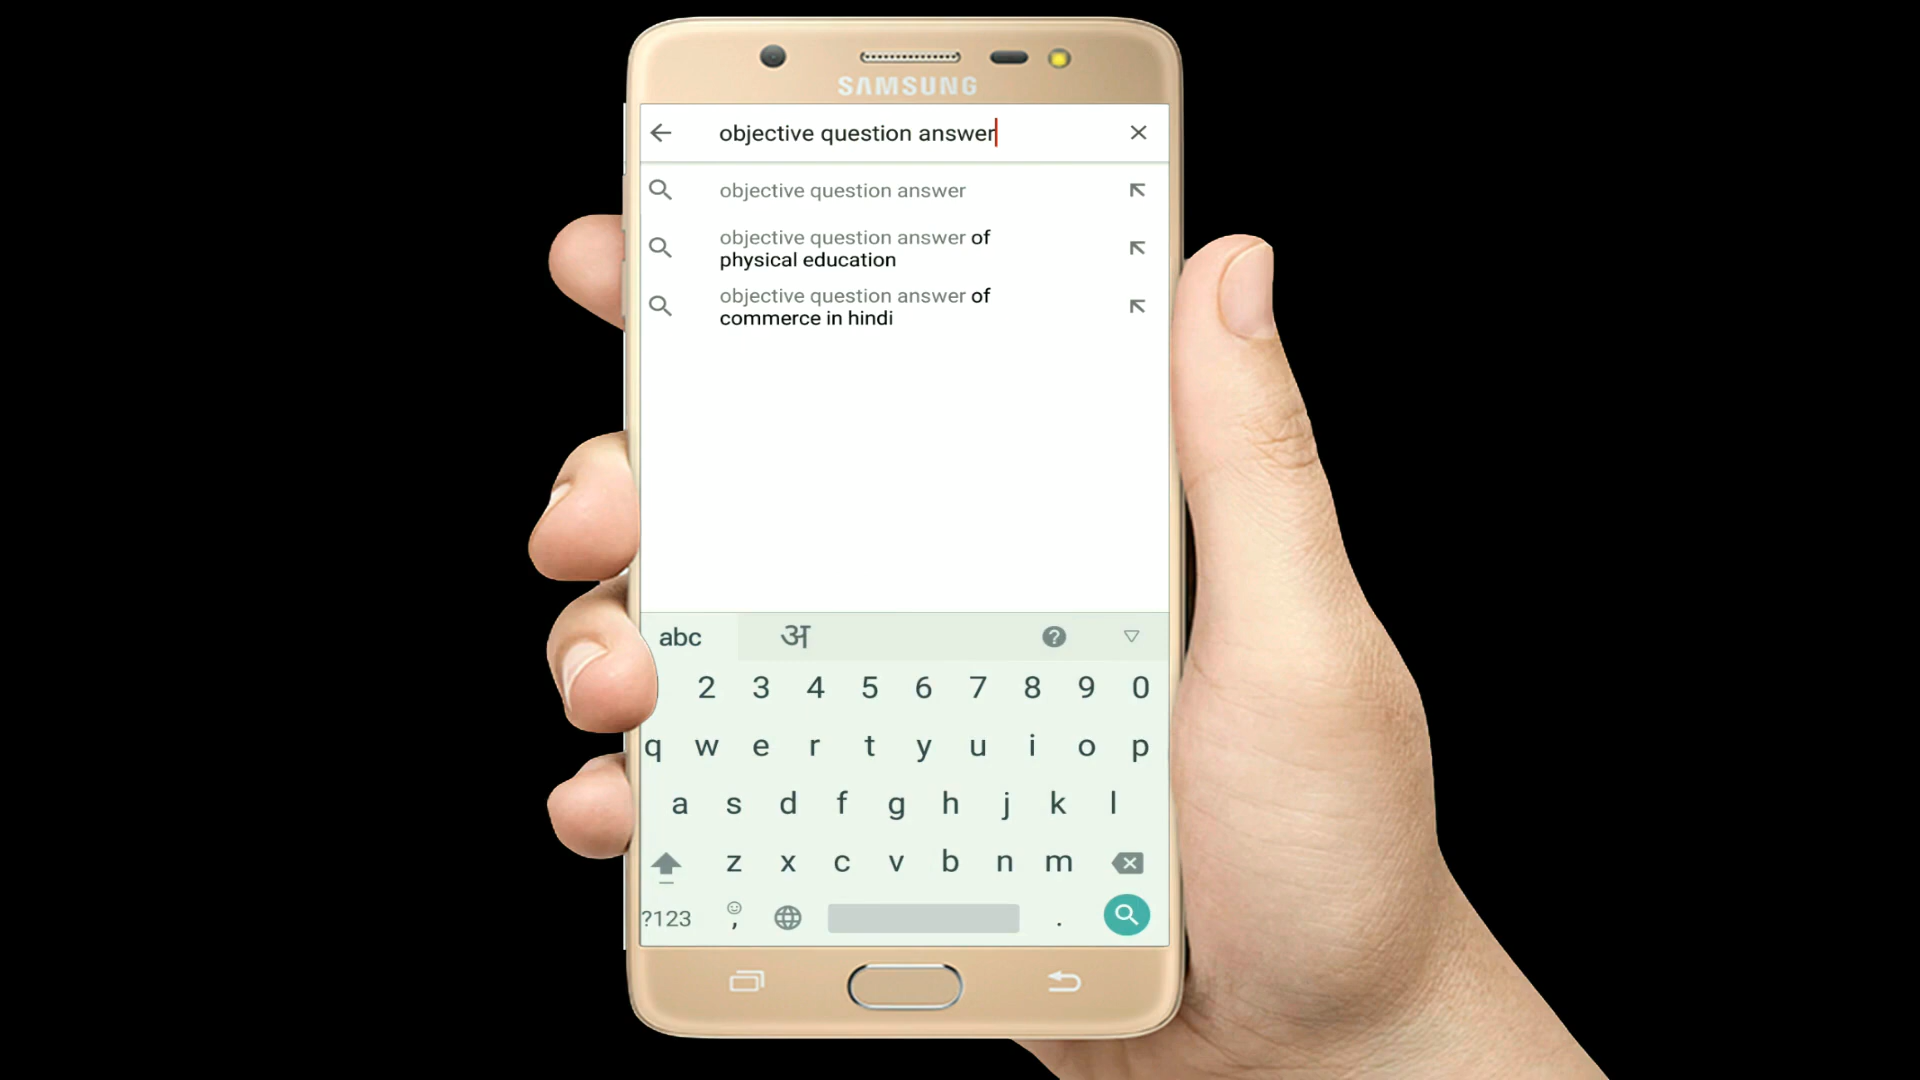 SAMSUNG
objective question answer
objective question answer
objective question answer of
physical education
objective question answer of
commerce in hindi
abc अ ?
2 3 4 5 6 7 8 9 0
q w e r t y u i o p
a s d f g h j k l
z x c v b n m
?123 , .